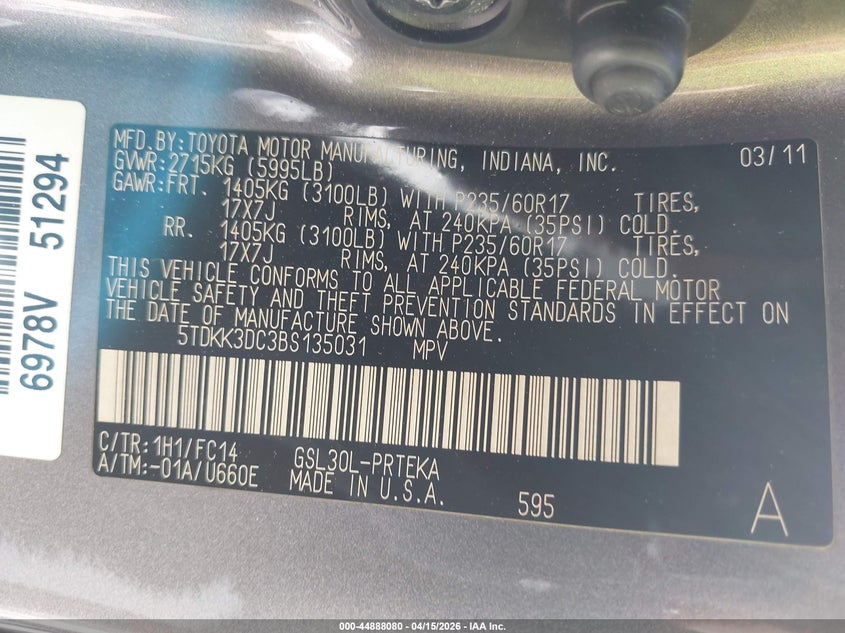 MFD.BY:TOYOTA MOTOR MANUFACTURING, INDIANA, INC. 03/11
GVWR:2715KG (5995LB)
GAWR:FRT. 1405KG (3100LB) WITH P235/60R17 TIRES,
17X7J RIMS, AT 240KPA (35PSI) COLD.
RR. 1405KG (3100LB) WITH P235/60R17 TIRES,
17X7J RIMS, AT 240KPA (35PSI) COLD.
THIS VEHICLE CONFORMS TO ALL APPLICABLE FEDERAL MOTOR
VEHICLE SAFETY AND THEFT PREVENTION STANDARDS IN EFFECT ON
THE DATE OF MANUFACTURE SHOWN ABOVE.
5TDKK3DC3BS135031 MPV
C/TR:1H1/FC14 GSL30L-PRTEKA
A/TM:-01A/U660E MADE IN U.S.A. 595 A
6978V 51294
000-44888080 - 04/15/2026 - IAA Inc.